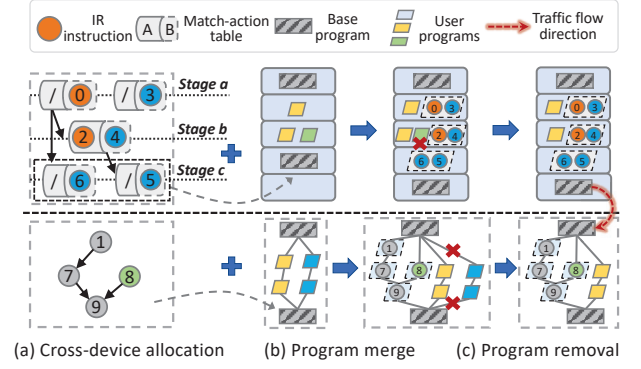 IR instruction
A B Match-action table
Base program
User programs
Traffic flow direction
/ 0 / 3 Stage a
2 4 Stage b
/ 6 / 5 Stage c
0 3
2 4
6 5
0 3
2 4
6 5
1
7 8
9
1
7 8
9
1
7 8
9
(a) Cross-device allocation (b) Program merge (c) Program removal